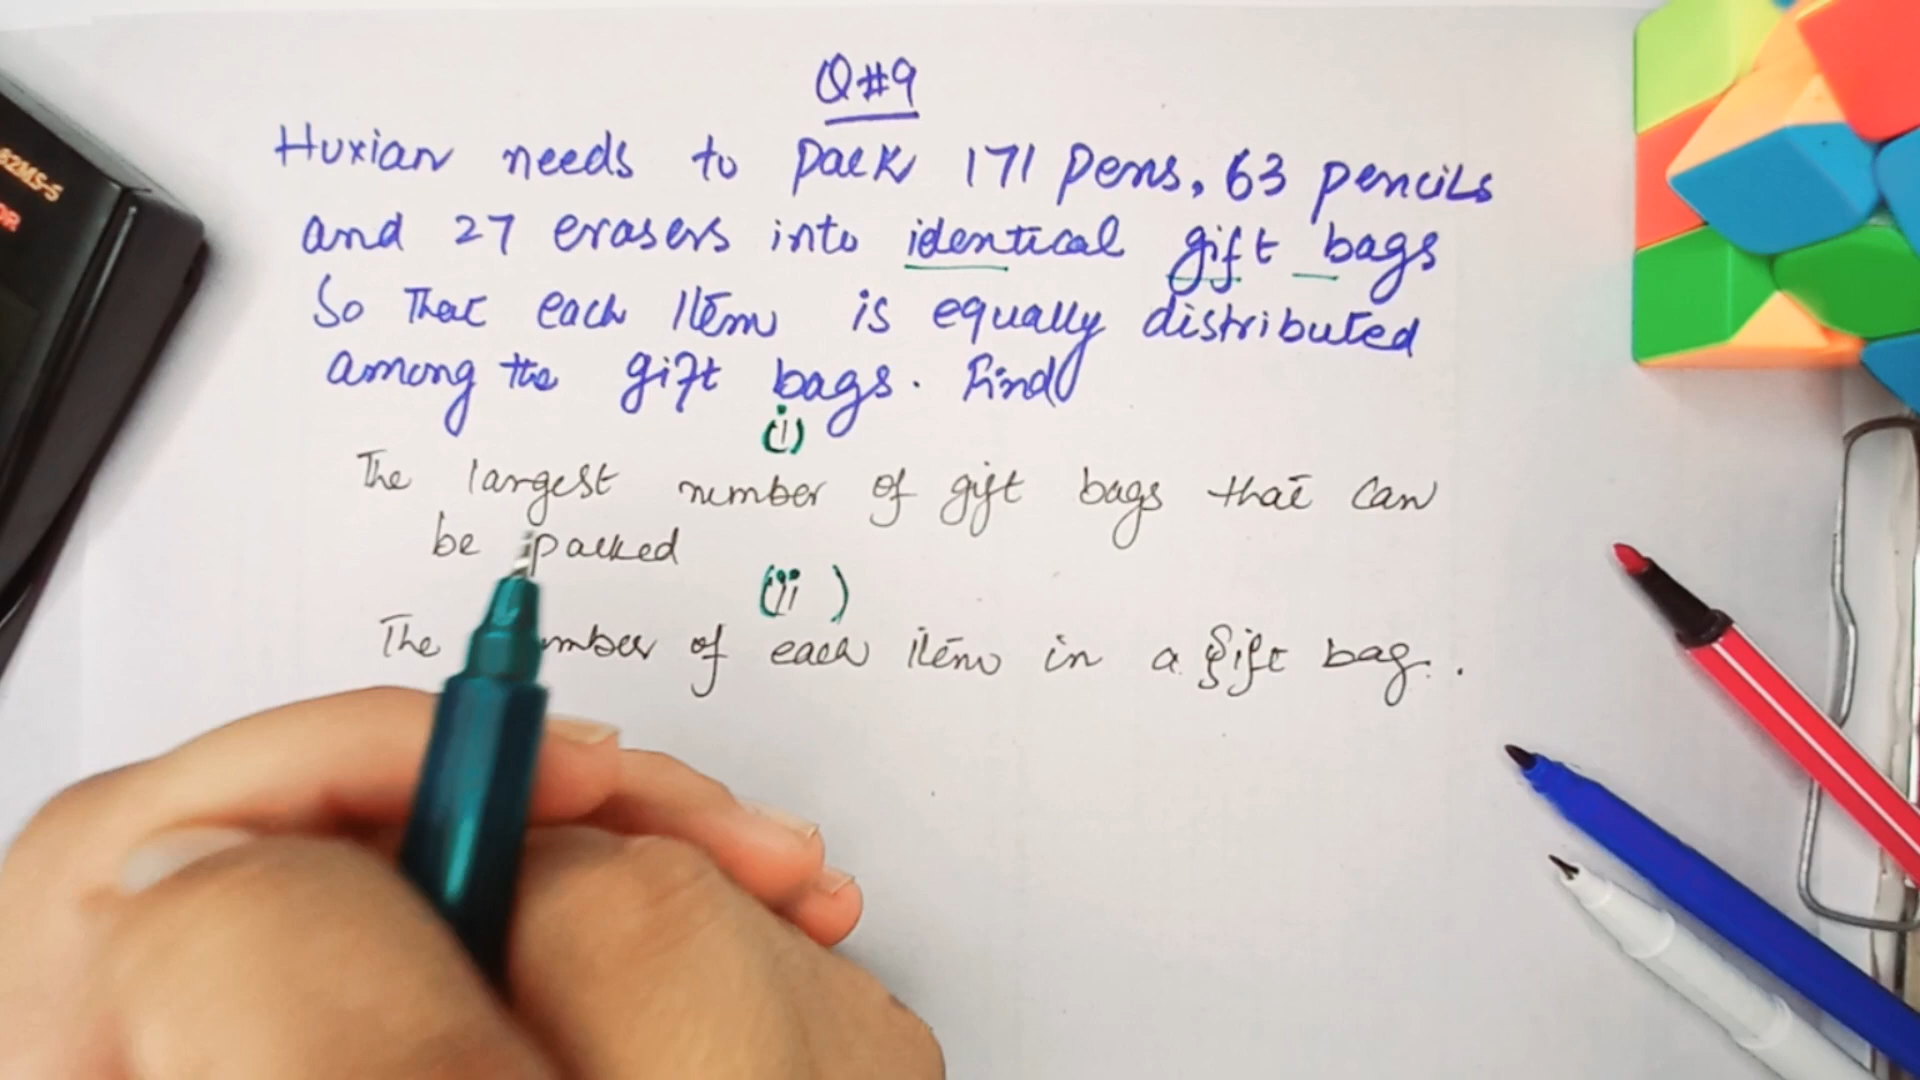 Q#9
Huxian needs to pack 171 pens, 63 pencils
and 27 erasers into identical gift bags
So that each item is equally distributed
among the gift bags. Find
(i)
The largest number of gift bags that can
be packed
(ii)
The of each item in a gift bag.
82MS-5